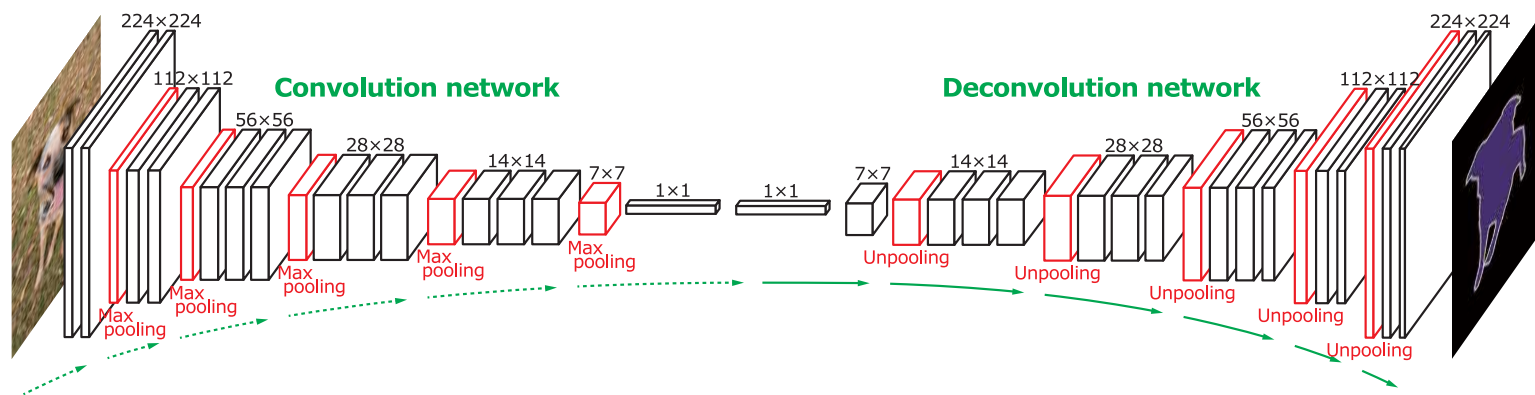 224×224
112×112
Convolution network
56×56
28×28
14×14
7×7
1×1
1×1
7×7
14×14
28×28
Deconvolution network
56×56
112×112
224×224
Max
pooling
Max
pooling
Max
pooling
Max
pooling
Max
pooling
Unpooling
Unpooling
Unpooling
Unpooling
Unpooling